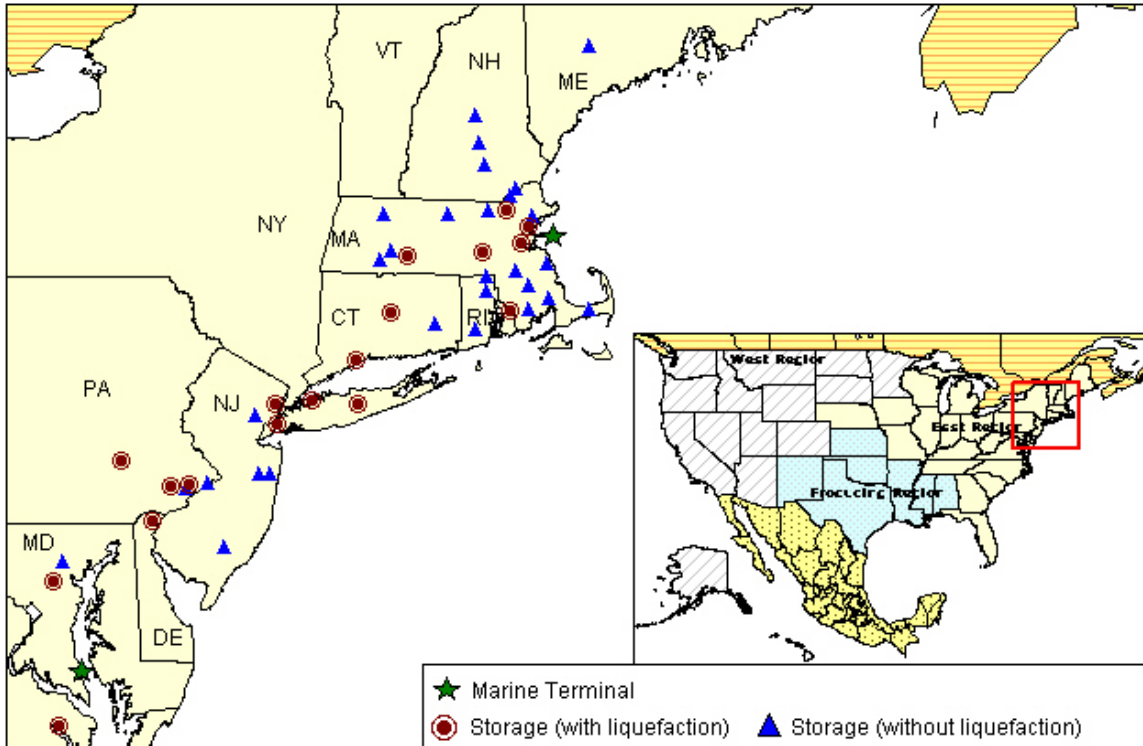 VT
NH
ME
NY
MA
CT
RI
PA
NJ
MD
DE
West Region
East Region
Region
Marine Terminal
Storage (with liquefaction)
Storage (without liquefaction)